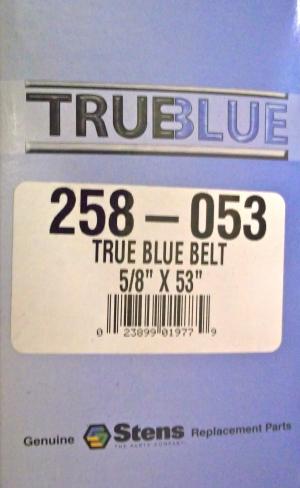 TRUEBLUE
258-053
TRUE BLUE BELT
5/8" X 53"
0 23899 01977 9
Genuine Stens Replacement Parts
THE PARTS COMPANY